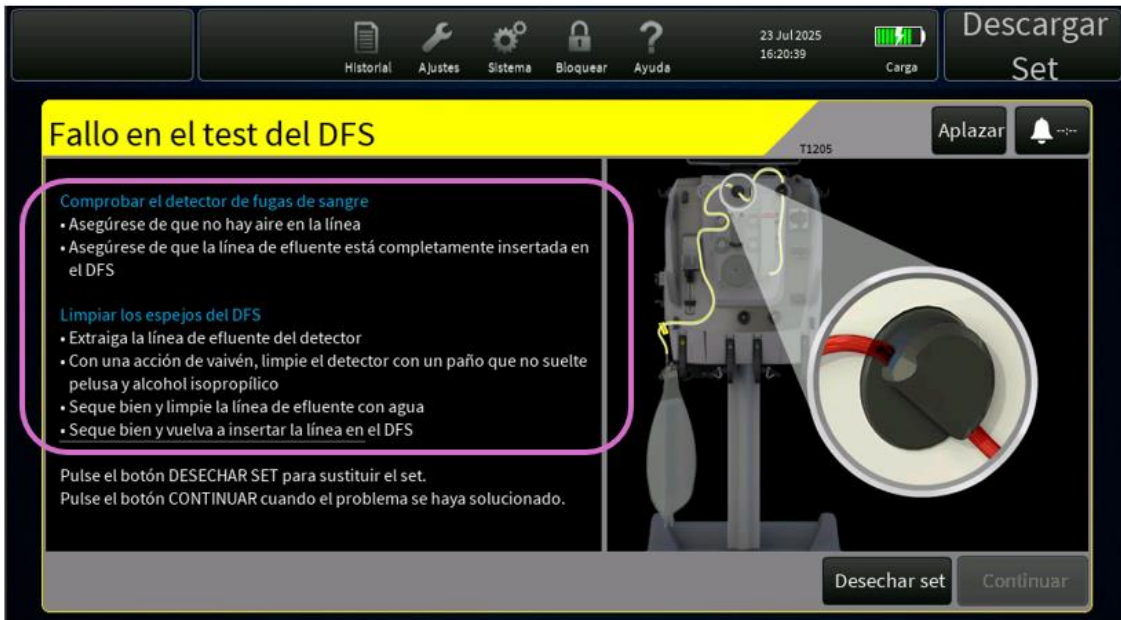 Historial
Ajustes
Sistema
Bloquear
Ayuda
23 Jul 2025
16:20:39
Carga
Descargar
Set
Fallo en el test del DFS
T1205
Aplazar
--:--
Comprobar el detector de fugas de sangre
• Asegúrese de que no hay aire en la línea
• Asegúrese de que la línea de efluente está completamente insertada en
el DFS
Limpiar los espejos del DFS
• Extraiga la línea de efluente del detector
• Con una acción de vaivén, limpie el detector con un paño que no suelte
pelusa y alcohol isopropílico
• Seque bien y limpie la línea de efluente con agua
• Seque bien y vuelva a insertar la línea en el DFS
Pulse el botón DESECHAR SET para sustituir el set.
Pulse el botón CONTINUAR cuando el problema se haya solucionado.
Desechar set
Continuar